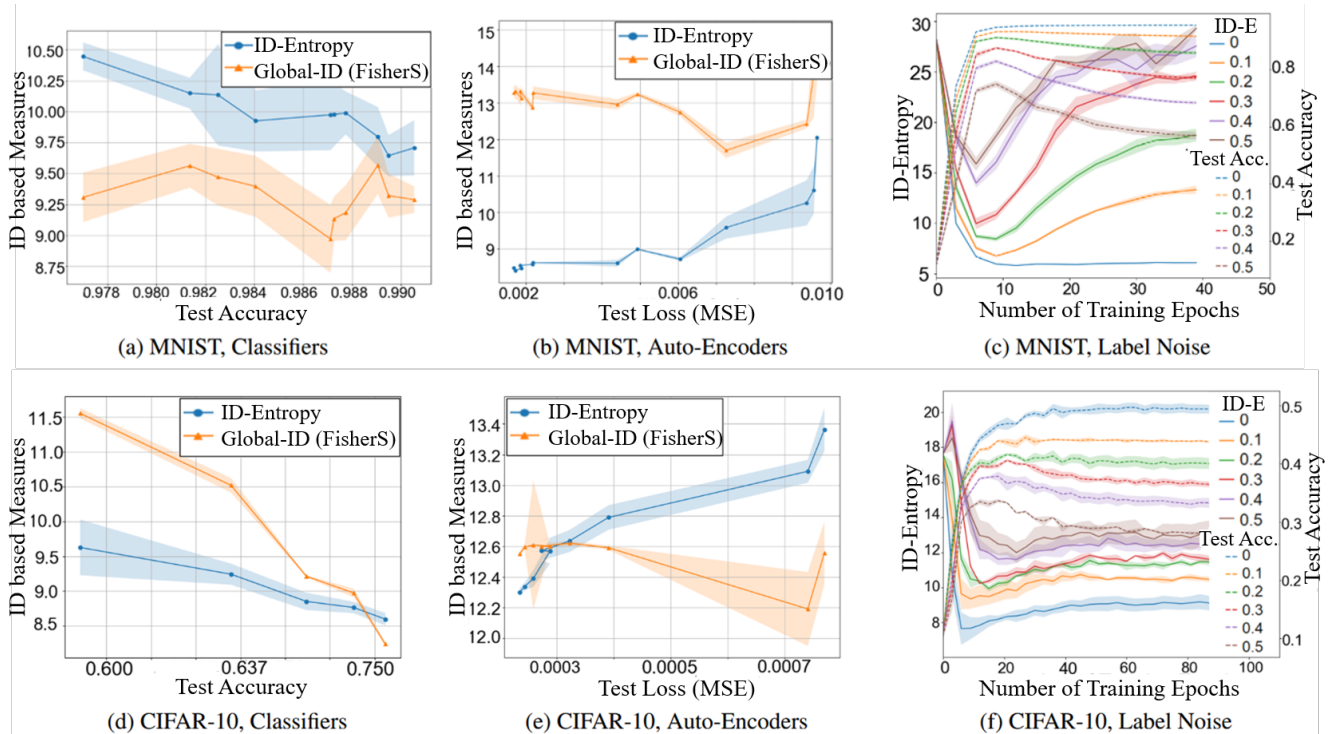 ID-Entropy
Global-ID (FisherS)
10.50
10.25
10.00
9.75
9.50
9.25
9.00
8.75
ID based Measures
0.978 0.980 0.982 0.984 0.986 0.988 0.990
Test Accuracy
(a) MNIST, Classifiers
ID-Entropy
Global-ID (FisherS)
15
14
13
12
11
10
9
ID based Measures
0.002 0.006 0.010
Test Loss (MSE)
(b) MNIST, Auto-Encoders
30
25
20
15
10
5
ID-Entropy
ID-E
0
0.1
0.2
0.3
0.4
0.5
Test Acc.
0
0.1
0.2
0.3
0.4
0.5
0.8
0.6
0.4
0.2
Test Accuracy
0 10 20 30 40 50
Number of Training Epochs
(c) MNIST, Label Noise
ID-Entropy
Global-ID (FisherS)
11.5
11.0
10.5
10.0
9.5
9.0
8.5
ID based Measures
0.600 0.637 0.750
Test Accuracy
(d) CIFAR-10, Classifiers
ID-Entropy
Global-ID (FisherS)
13.4
13.2
13.0
12.8
12.6
12.4
12.2
12.0
ID based Measures
0.0003 0.0005 0.0007
Test Loss (MSE)
(e) CIFAR-10, Auto-Encoders
20
18
16
14
12
10
8
ID-Entropy
ID-E
0
0.1
0.2
0.3
0.4
0.5
Test Acc.
0
0.1
0.2
0.3
0.4
0.5
0.5
0.4
0.3
0.2
0.1
Test Accuracy
0 20 40 60 80 100
Number of Training Epochs
(f) CIFAR-10, Label Noise